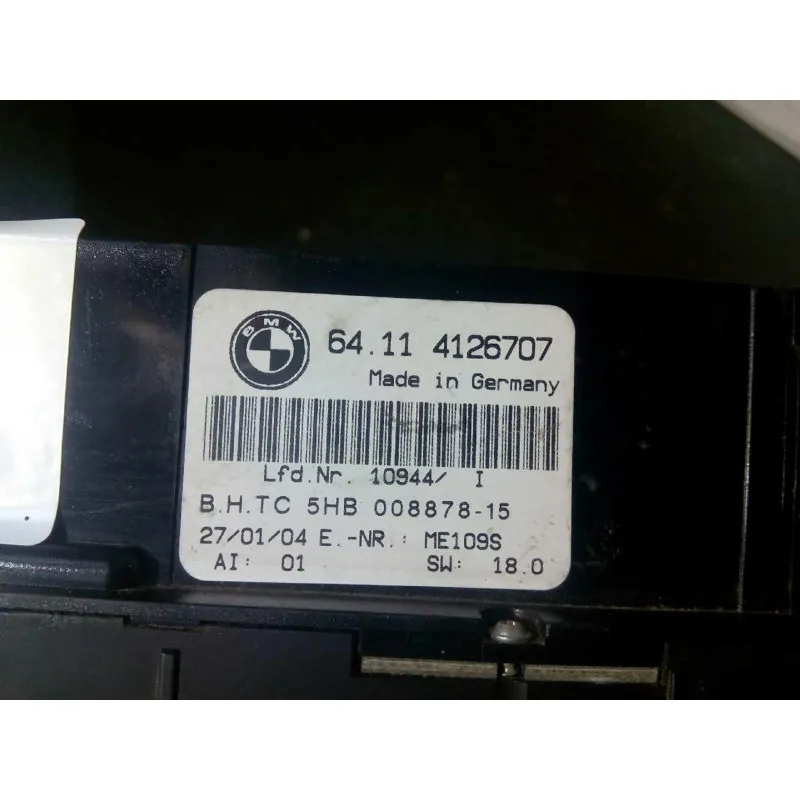 BMW
64.11 4126707
Made in Germany
Lfd.Nr. 10944/ I
B.H.TC 5HB 008878-15
27/01/04 E.-NR.: ME109S
AI: 01 SW: 18.0